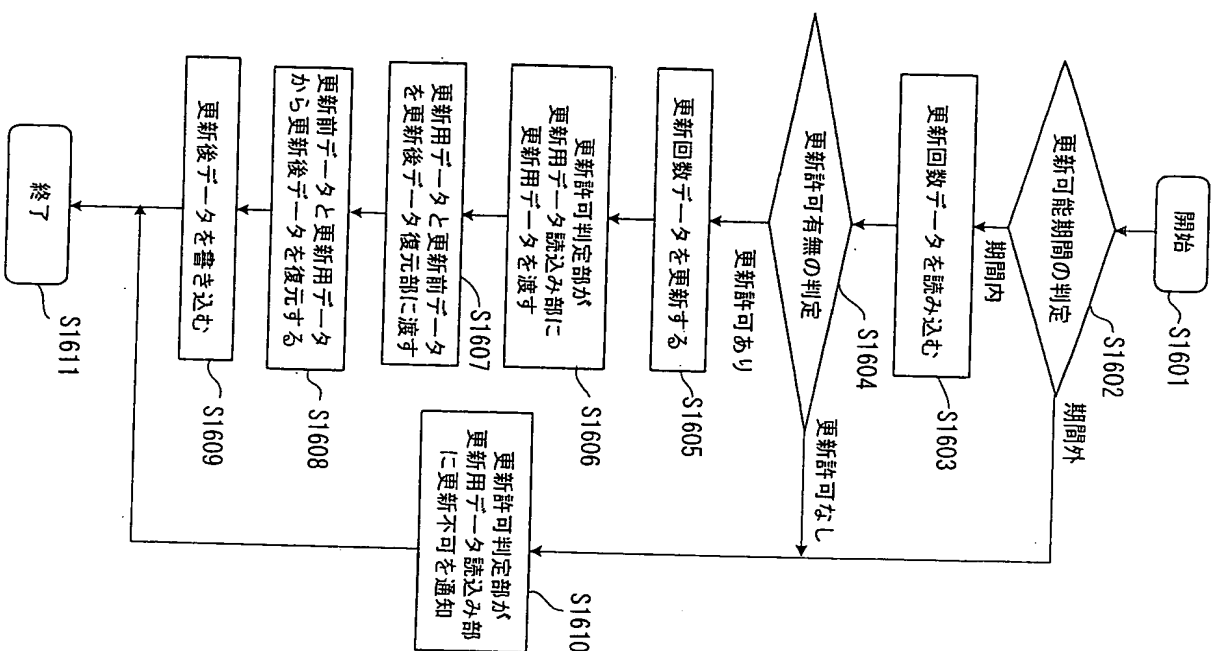 開始
S1601
更新可能期間の判定
S1602
期間内
期間外
更新回数データを読み込む
S1603
更新許可有無の判定
S1604
更新許可あり
更新許可なし
更新回数データを更新する
S1605
更新許可判定部が
更新用データ読込み部に
更新用データを渡す
S1606
更新用データと更新前データ
を更新後データ復元部に渡す
S1607
更新前データと更新用データ
から更新後データを復元する
S1608
更新後データを書き込む
S1609
更新許可判定部が
更新用データ読込み部
に更新不可を通知
S1610
終了
S1611